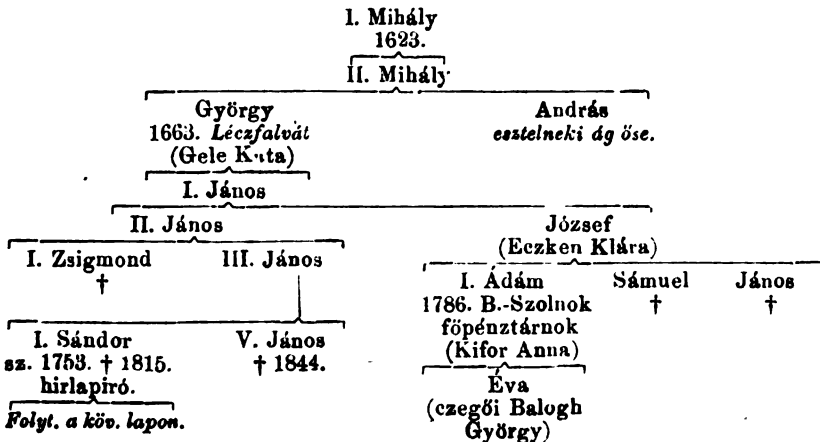 I. Mihály
1623.
II. Mihály
György András
1663. Léczfalvát esztelneki ág őse.
(Gele Kata)
I. János
II. János József
(Eczken Klára)
I. Zsigmond III. János I. Ádám Sámuel János
† 1786. B.-Szolnok † †
főpénztárnok
I. Sándor V. János (Kifor Anna)
sz. 1753. † 1815. † 1844.
hirlapíró. Éva
Folyt. a köv. lapon. (czegői Balogh
György)